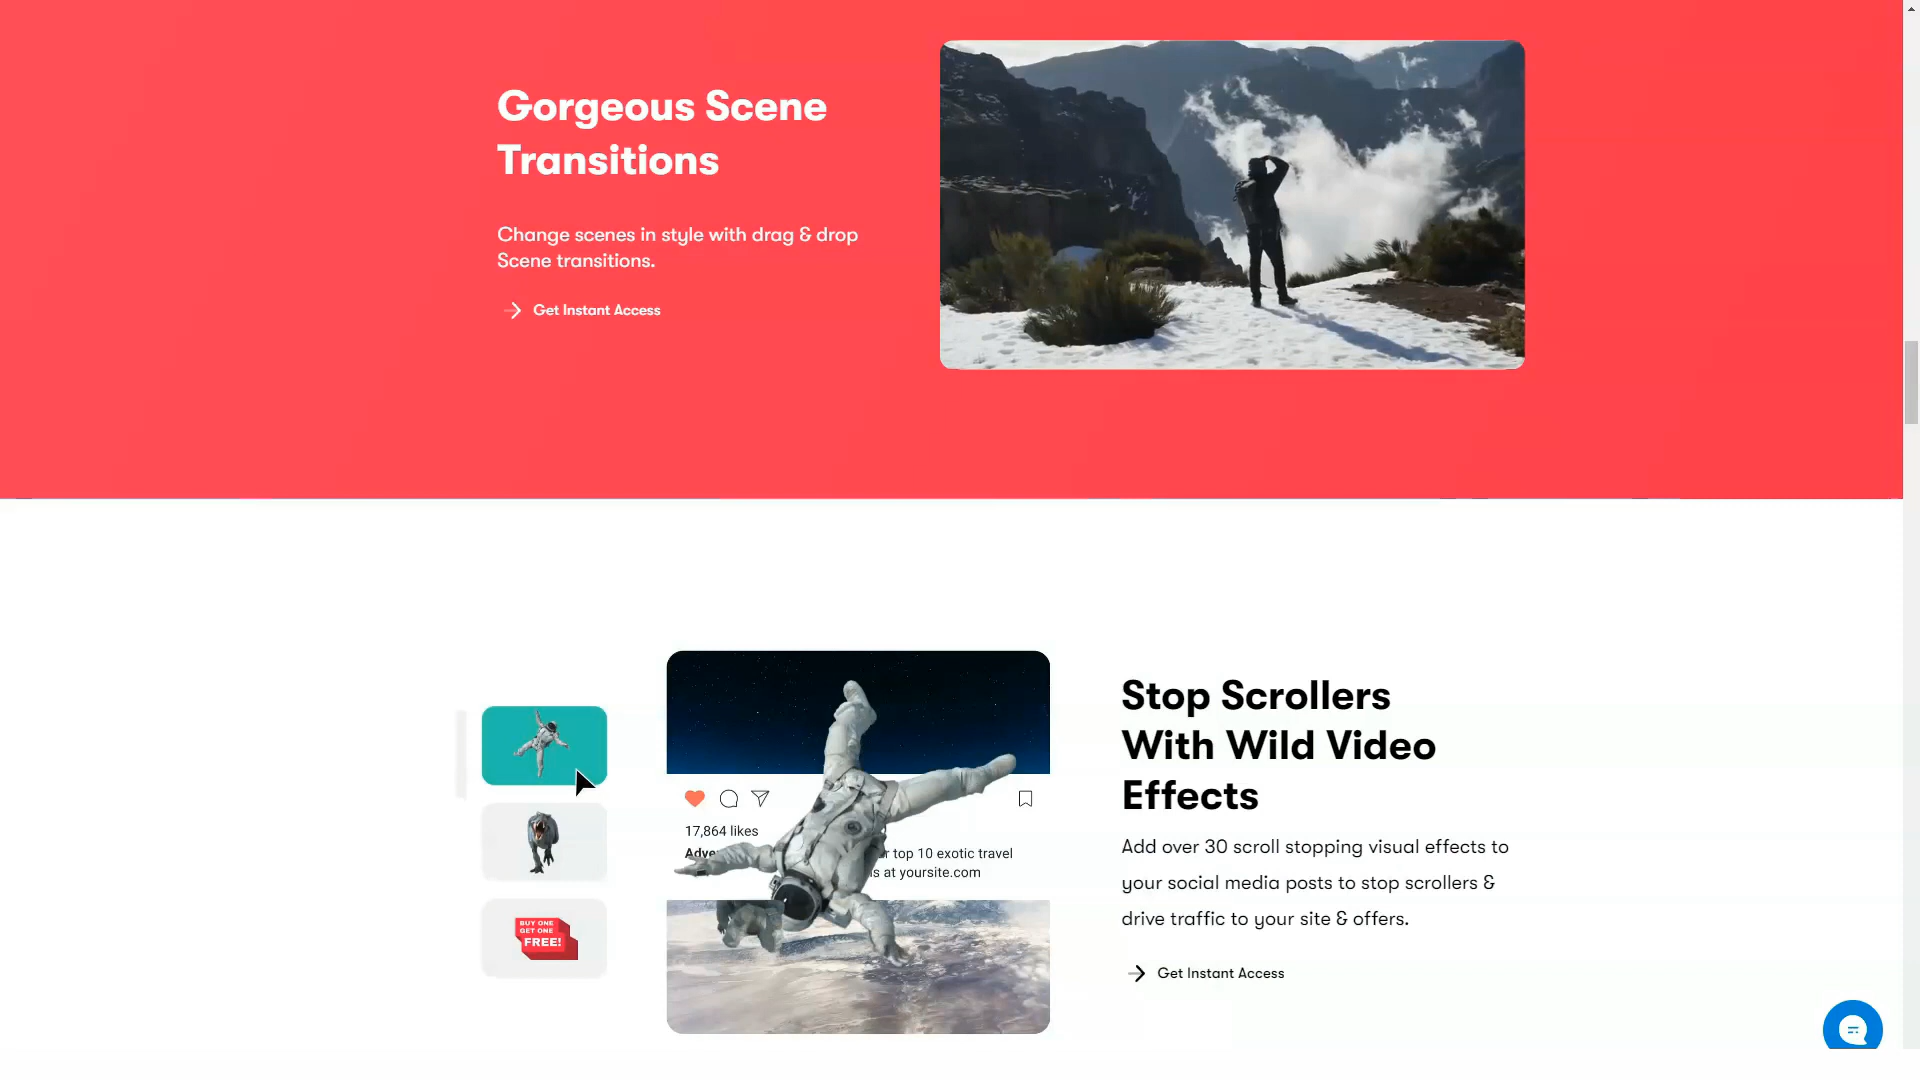 Gorgeous Scene
Transitions
Change scenes in style with drag & drop
Scene transitions.
Get Instant Access
BUY ONE
GET ONE
FREE!
17,864 likes
top 10 exotic travel
at yoursite.com
Stop Scrollers
With Wild Video
Effects
Add over 30 scroll stopping visual effects to
your social media posts to stop scrollers &
drive traffic to your site & offers.
Get Instant Access